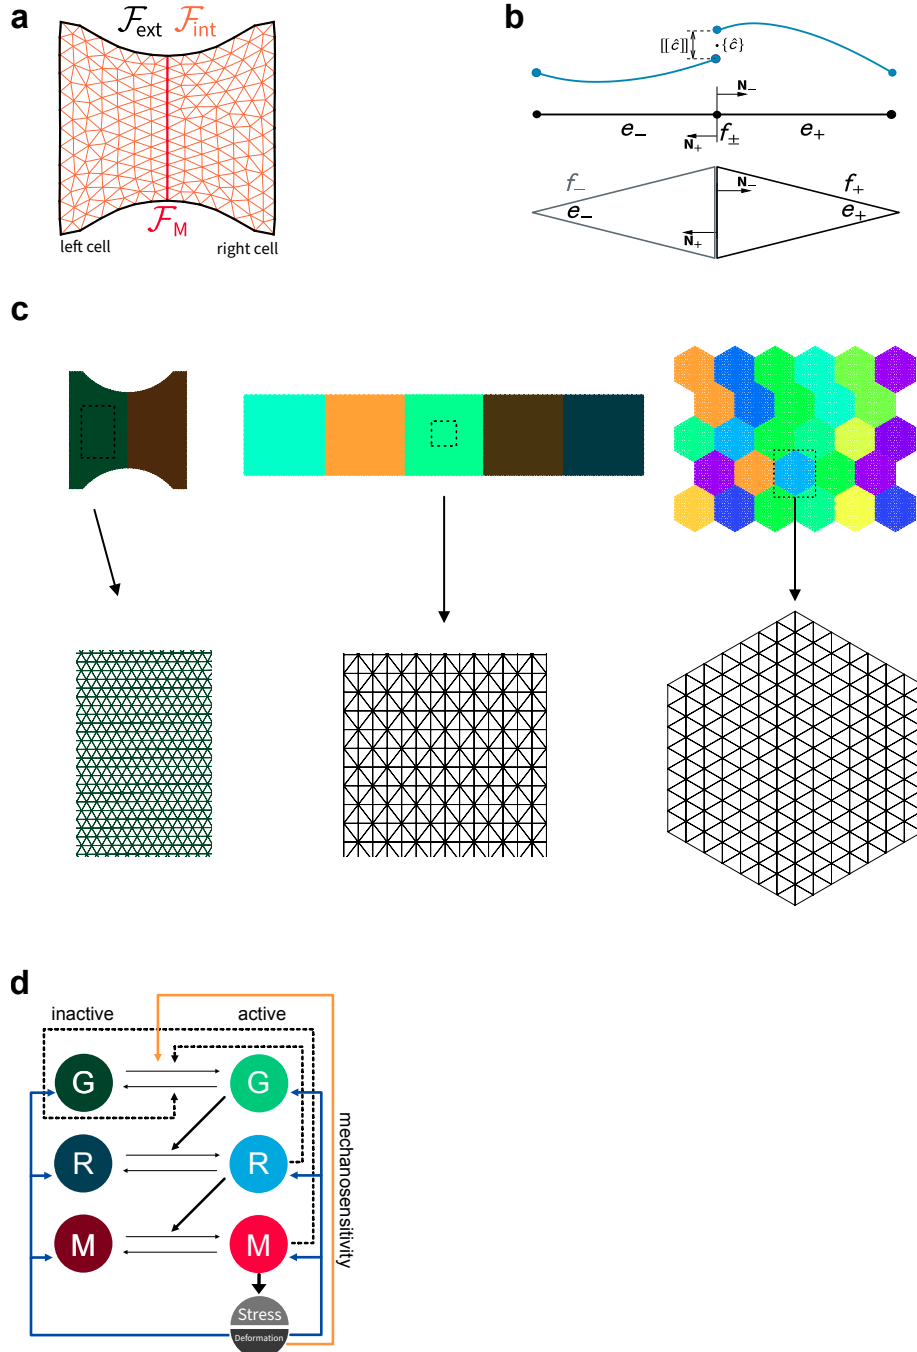 a
𝓕ext 𝓕int
𝓕M
left cell right cell
b
[[ĉ]] {ĉ}
N−
e− N+ f± e+
f− N− f+
e− e+
N+
c
d
inactive active
G G
R R
M M
mechanosensitivity
Stress
Deformation